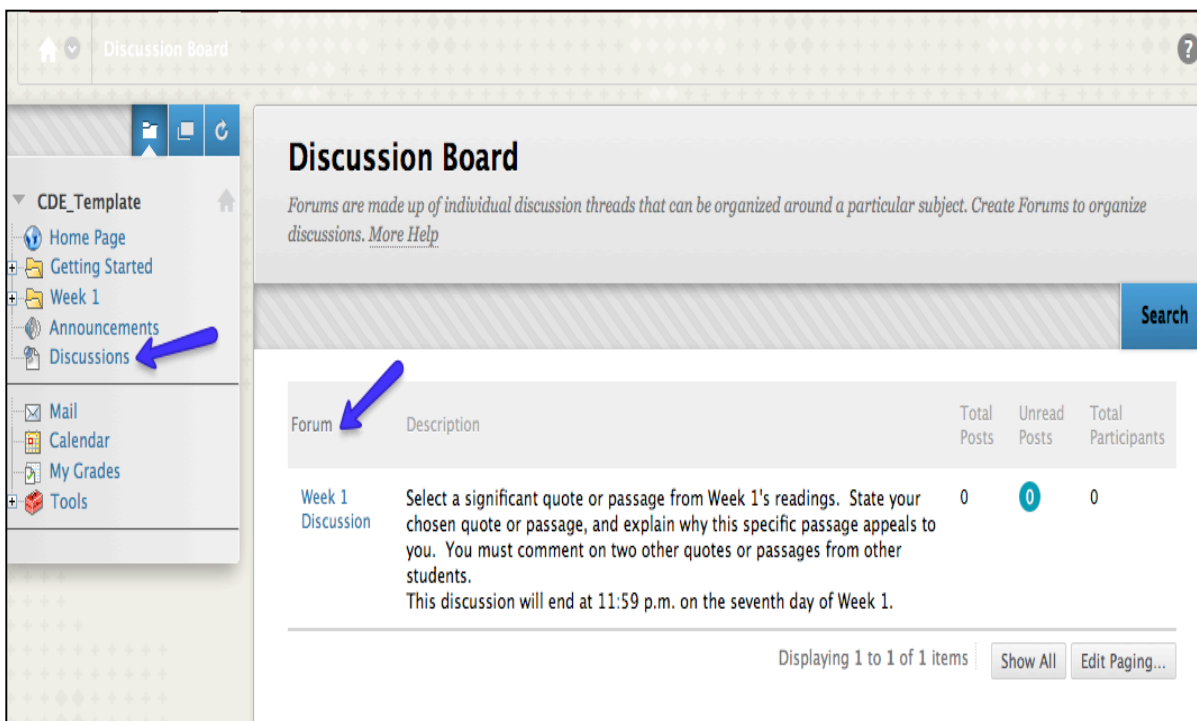 Discussion Board
?
CDE_Template
Home Page
Getting Started
Week 1
Announcements
Discussions
Mail
Calendar
My Grades
Tools
Discussion Board
Forums are made up of individual discussion threads that can be organized around a particular subject. Create Forums to organize
discussions. More Help
Search
Forum Description Total Posts Unread Posts Total Participants
Week 1 Discussion
Select a significant quote or passage from Week 1's readings. State your
chosen quote or passage, and explain why this specific passage appeals to
you. You must comment on two other quotes or passages from other
students.
This discussion will end at 11:59 p.m. on the seventh day of Week 1.
0 0 0
Displaying 1 to 1 of 1 items Show All Edit Paging...